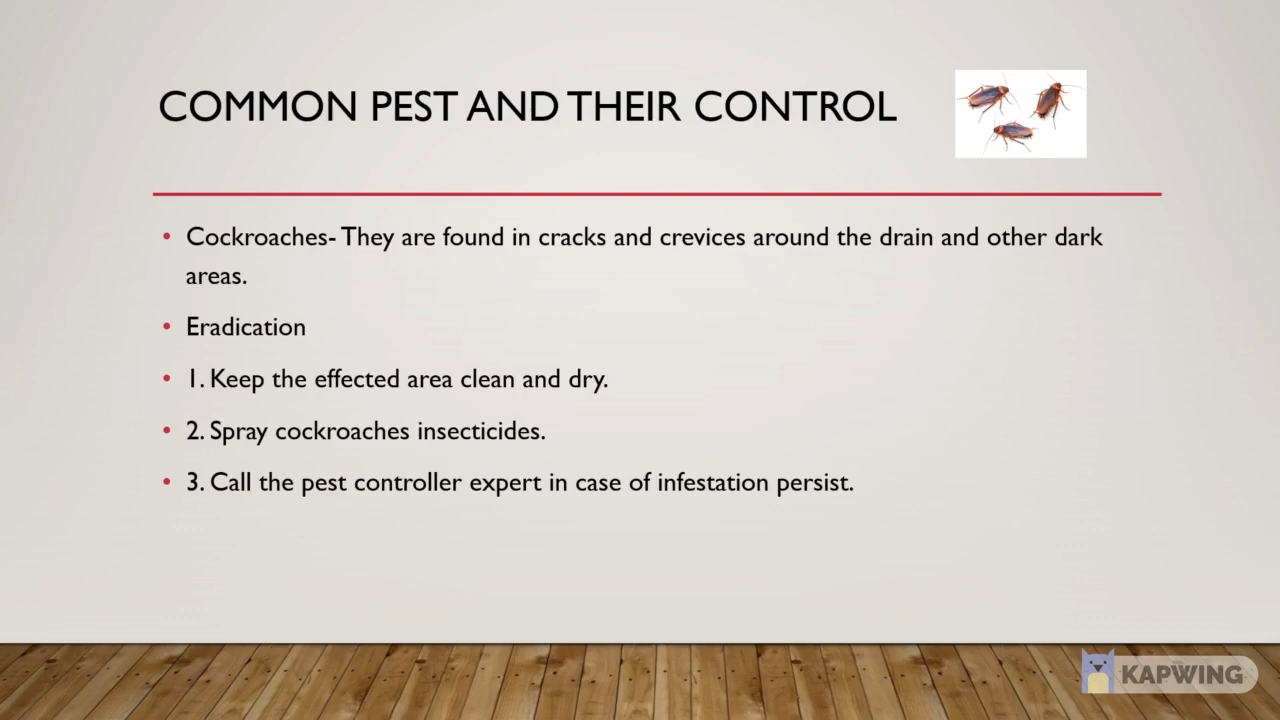 COMMON PEST AND THEIR CONTROL
• Cockroaches- They are found in cracks and crevices around the drain and other dark
areas.
• Eradication
• 1. Keep the effected area clean and dry.
• 2. Spray cockroaches insecticides.
• 3. Call the pest controller expert in case of infestation persist.
KAPWING